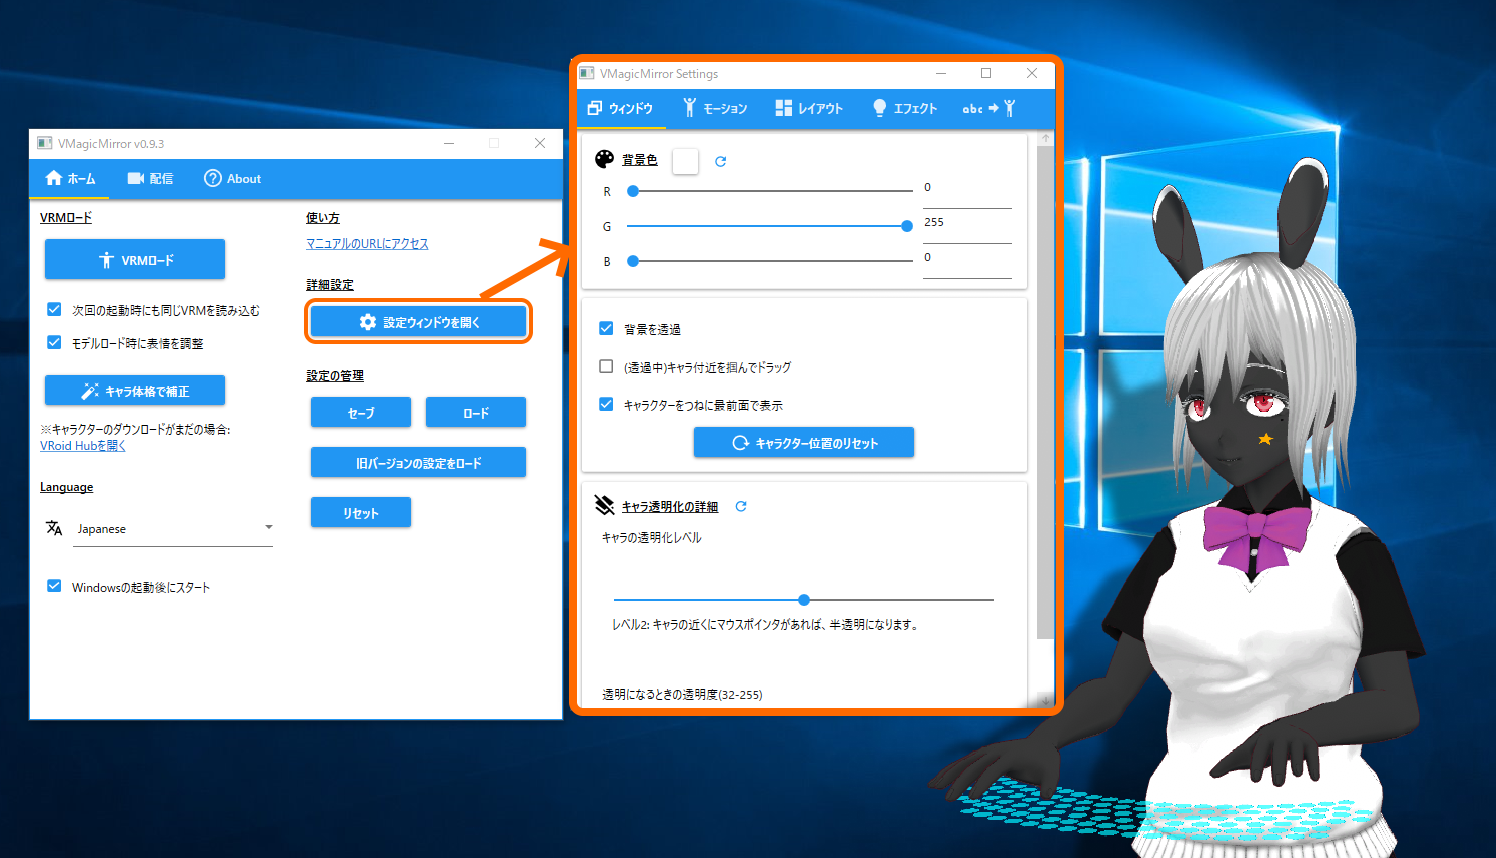 VMagicMirror v0.9.3
ホーム
配信
About
VRMロード
VRMロード
次回の起動時にも同じVRMを読み込む
モデルロード時に表情を調整
キャラ体格で補正
※キャラクターのダウンロードがまだの場合:
VRoid Hubを開く
Language
Japanese
Windowsの起動後にスタート
使い方
マニュアルのURLにアクセス
詳細設定
設定ウィンドウを開く
設定の管理
セーブ
ロード
旧バージョンの設定をロード
リセット
VMagicMirror Settings
ウィンドウ
モーション
レイアウト
エフェクト
abc
背景色
R
0
G
255
B
0
背景を透過
(透過中)キャラ付近を掴んでドラッグ
キャラクターをつねに最前面で表示
キャラクター位置のリセット
キャラ透明化の詳細
キャラの透明化レベル
レベル2: キャラの近くにマウスポインタがあれば、半透明になります。
透明になるときの透明度(32-255)